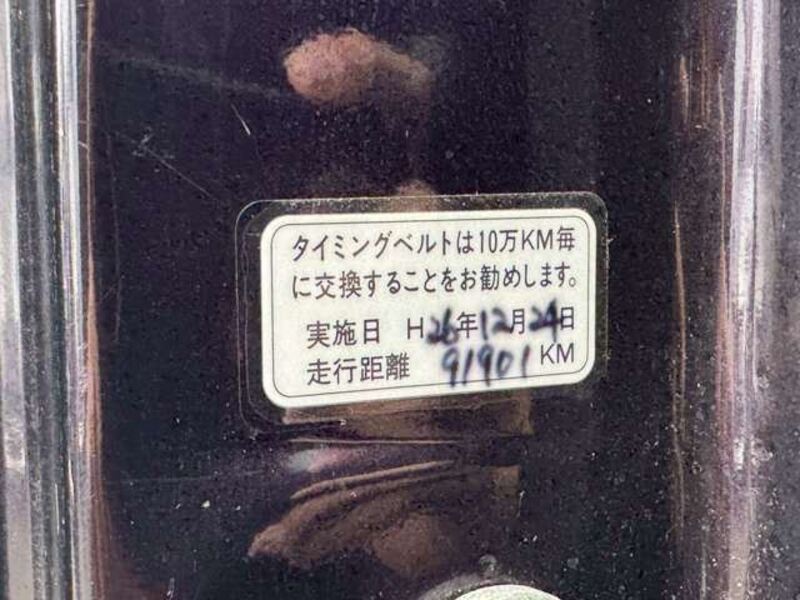 タイミングベルトは10万KM毎
に交換することをお勧めします。
実施日 H26年12月24日
走行距離 91901KM